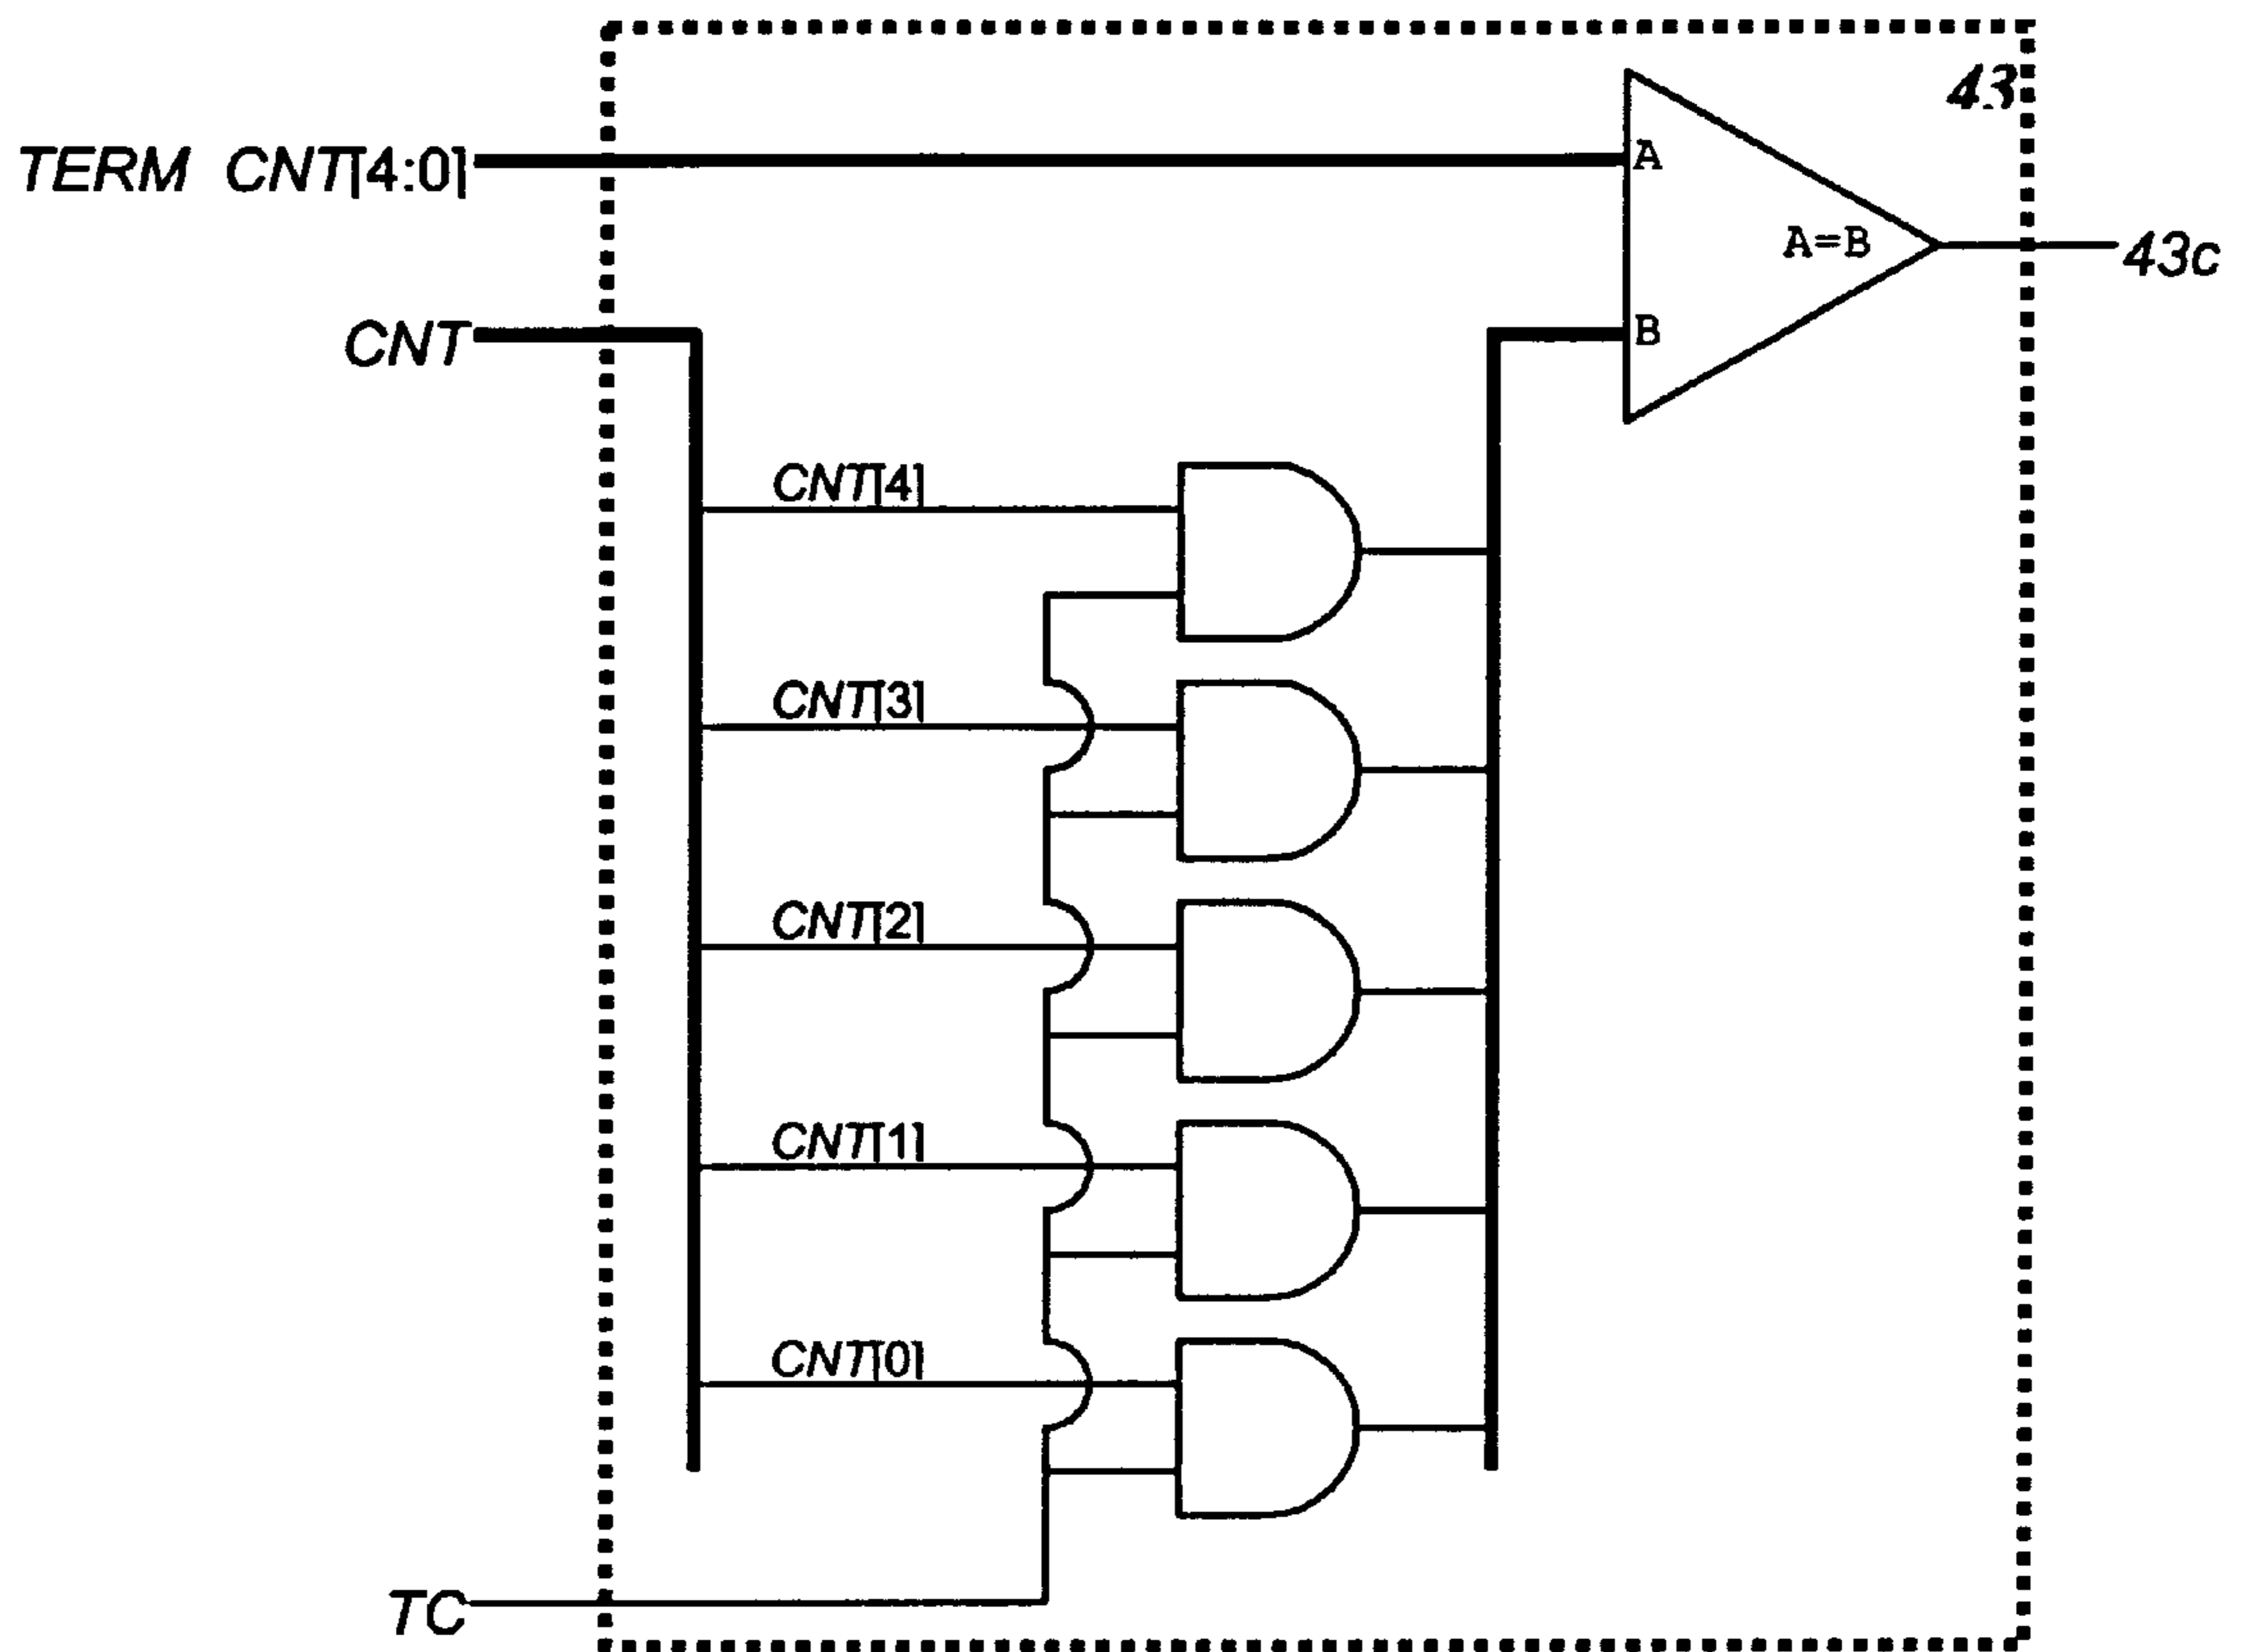 43
TERM CNT[4:0]
A
A=B
43c
CNT
B
CNT[4]
CNT[3]
CNT[2]
CNT[1]
CNT[0]
TC